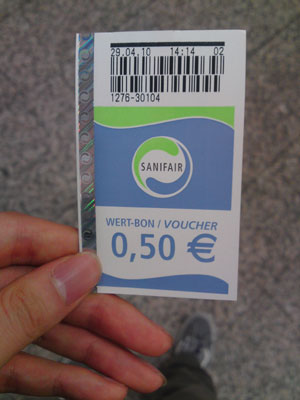 29.04.10 14:14 02
1276-30104
SANIFAIR
WERT-BON / VOUCHER
0,50 €